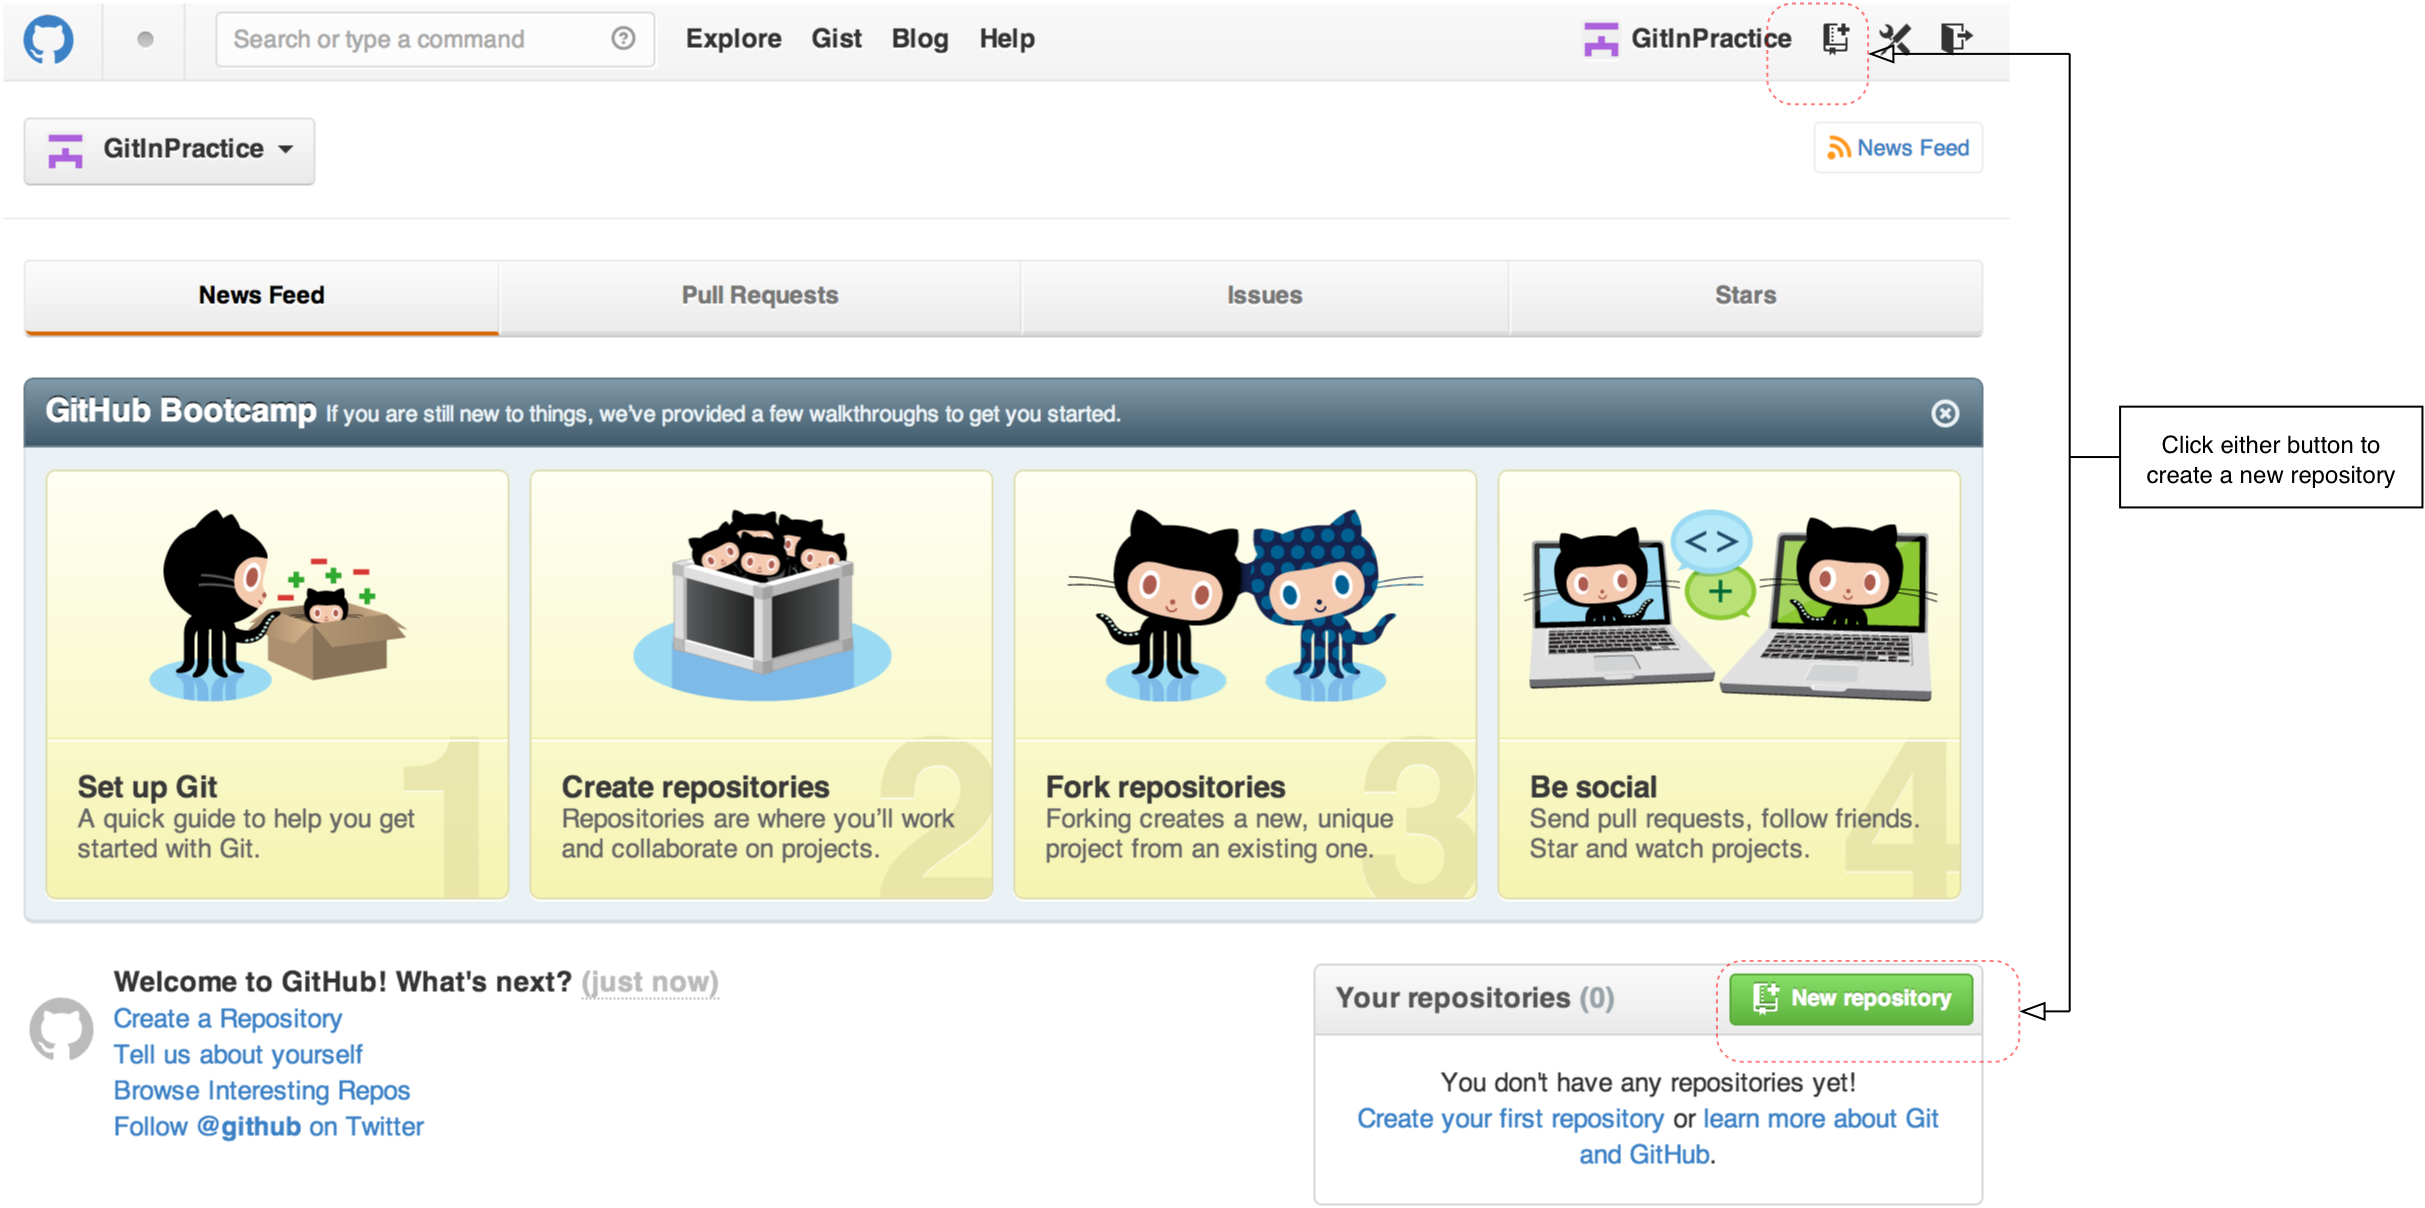 Search or type a command
Explore Gist Blog Help
GitInPractice
GitInPractice
News Feed
News Feed Pull Requests Issues Stars
GitHub Bootcamp If you are still new to things, we've provided a few walkthroughs to get you started.
Click either button to
create a new repository
1
Set up Git
A quick guide to help you get
started with Git.
2
Create repositories
Repositories are where you'll work
and collaborate on projects.
3
Fork repositories
Forking creates a new, unique
project from an existing one.
4
Be social
Send pull requests, follow friends.
Star and watch projects.
Welcome to GitHub! What's next? (just now)
Create a Repository
Tell us about yourself
Browse Interesting Repos
Follow @github on Twitter
Your repositories (0)
New repository
You don't have any repositories yet!
Create your first repository or learn more about Git
and GitHub.